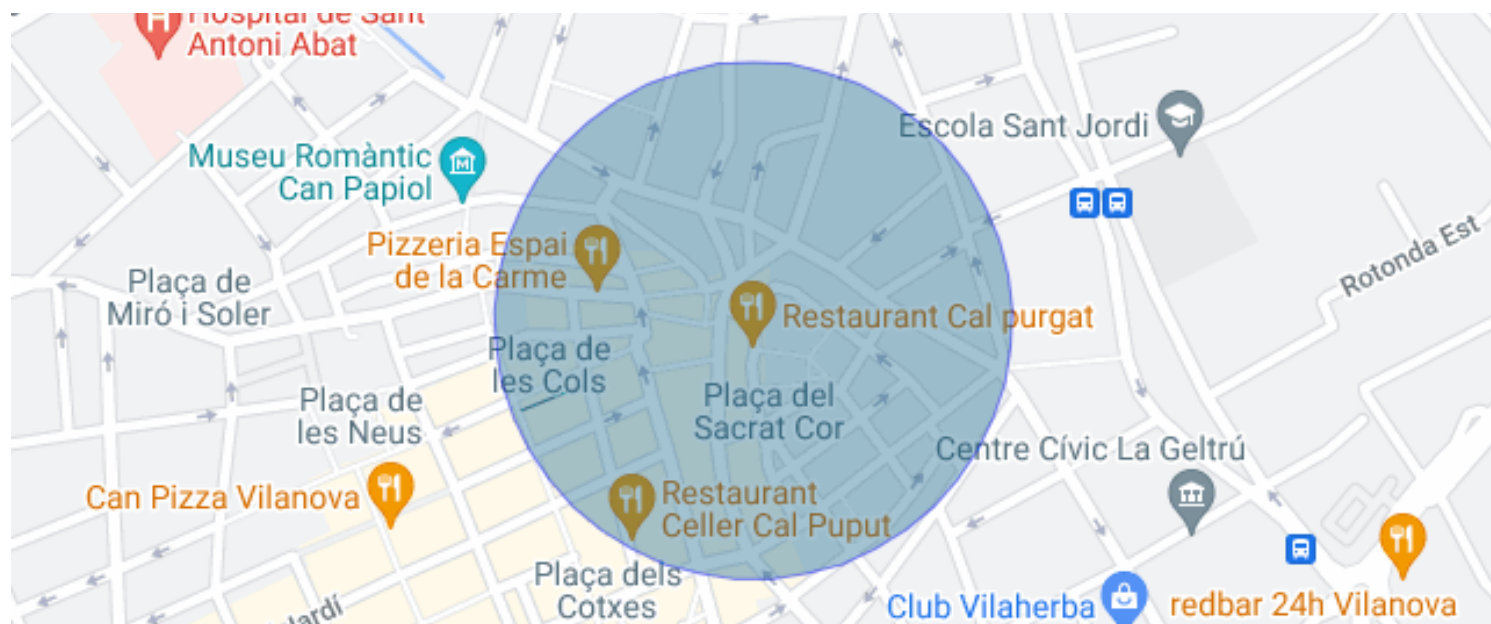 Hospital de Sant
Antoni Abat
Escola Sant Jordi
Museu Romàntic
Can Papiol
Pizzeria Espai
de la Carme
Rotonda Est
Plaça de
Miró i Soler
Restaurant Cal purgat
Plaça de
les Cols
Plaça de
les Neus
Plaça del
Sacrat Cor
Centre Cívic La Geltrú
Can Pizza Vilanova
Restaurant
Celler Cal Puput
Plaça dels
Cotxes
Club Vilaherba
redbar 24h Vilanova